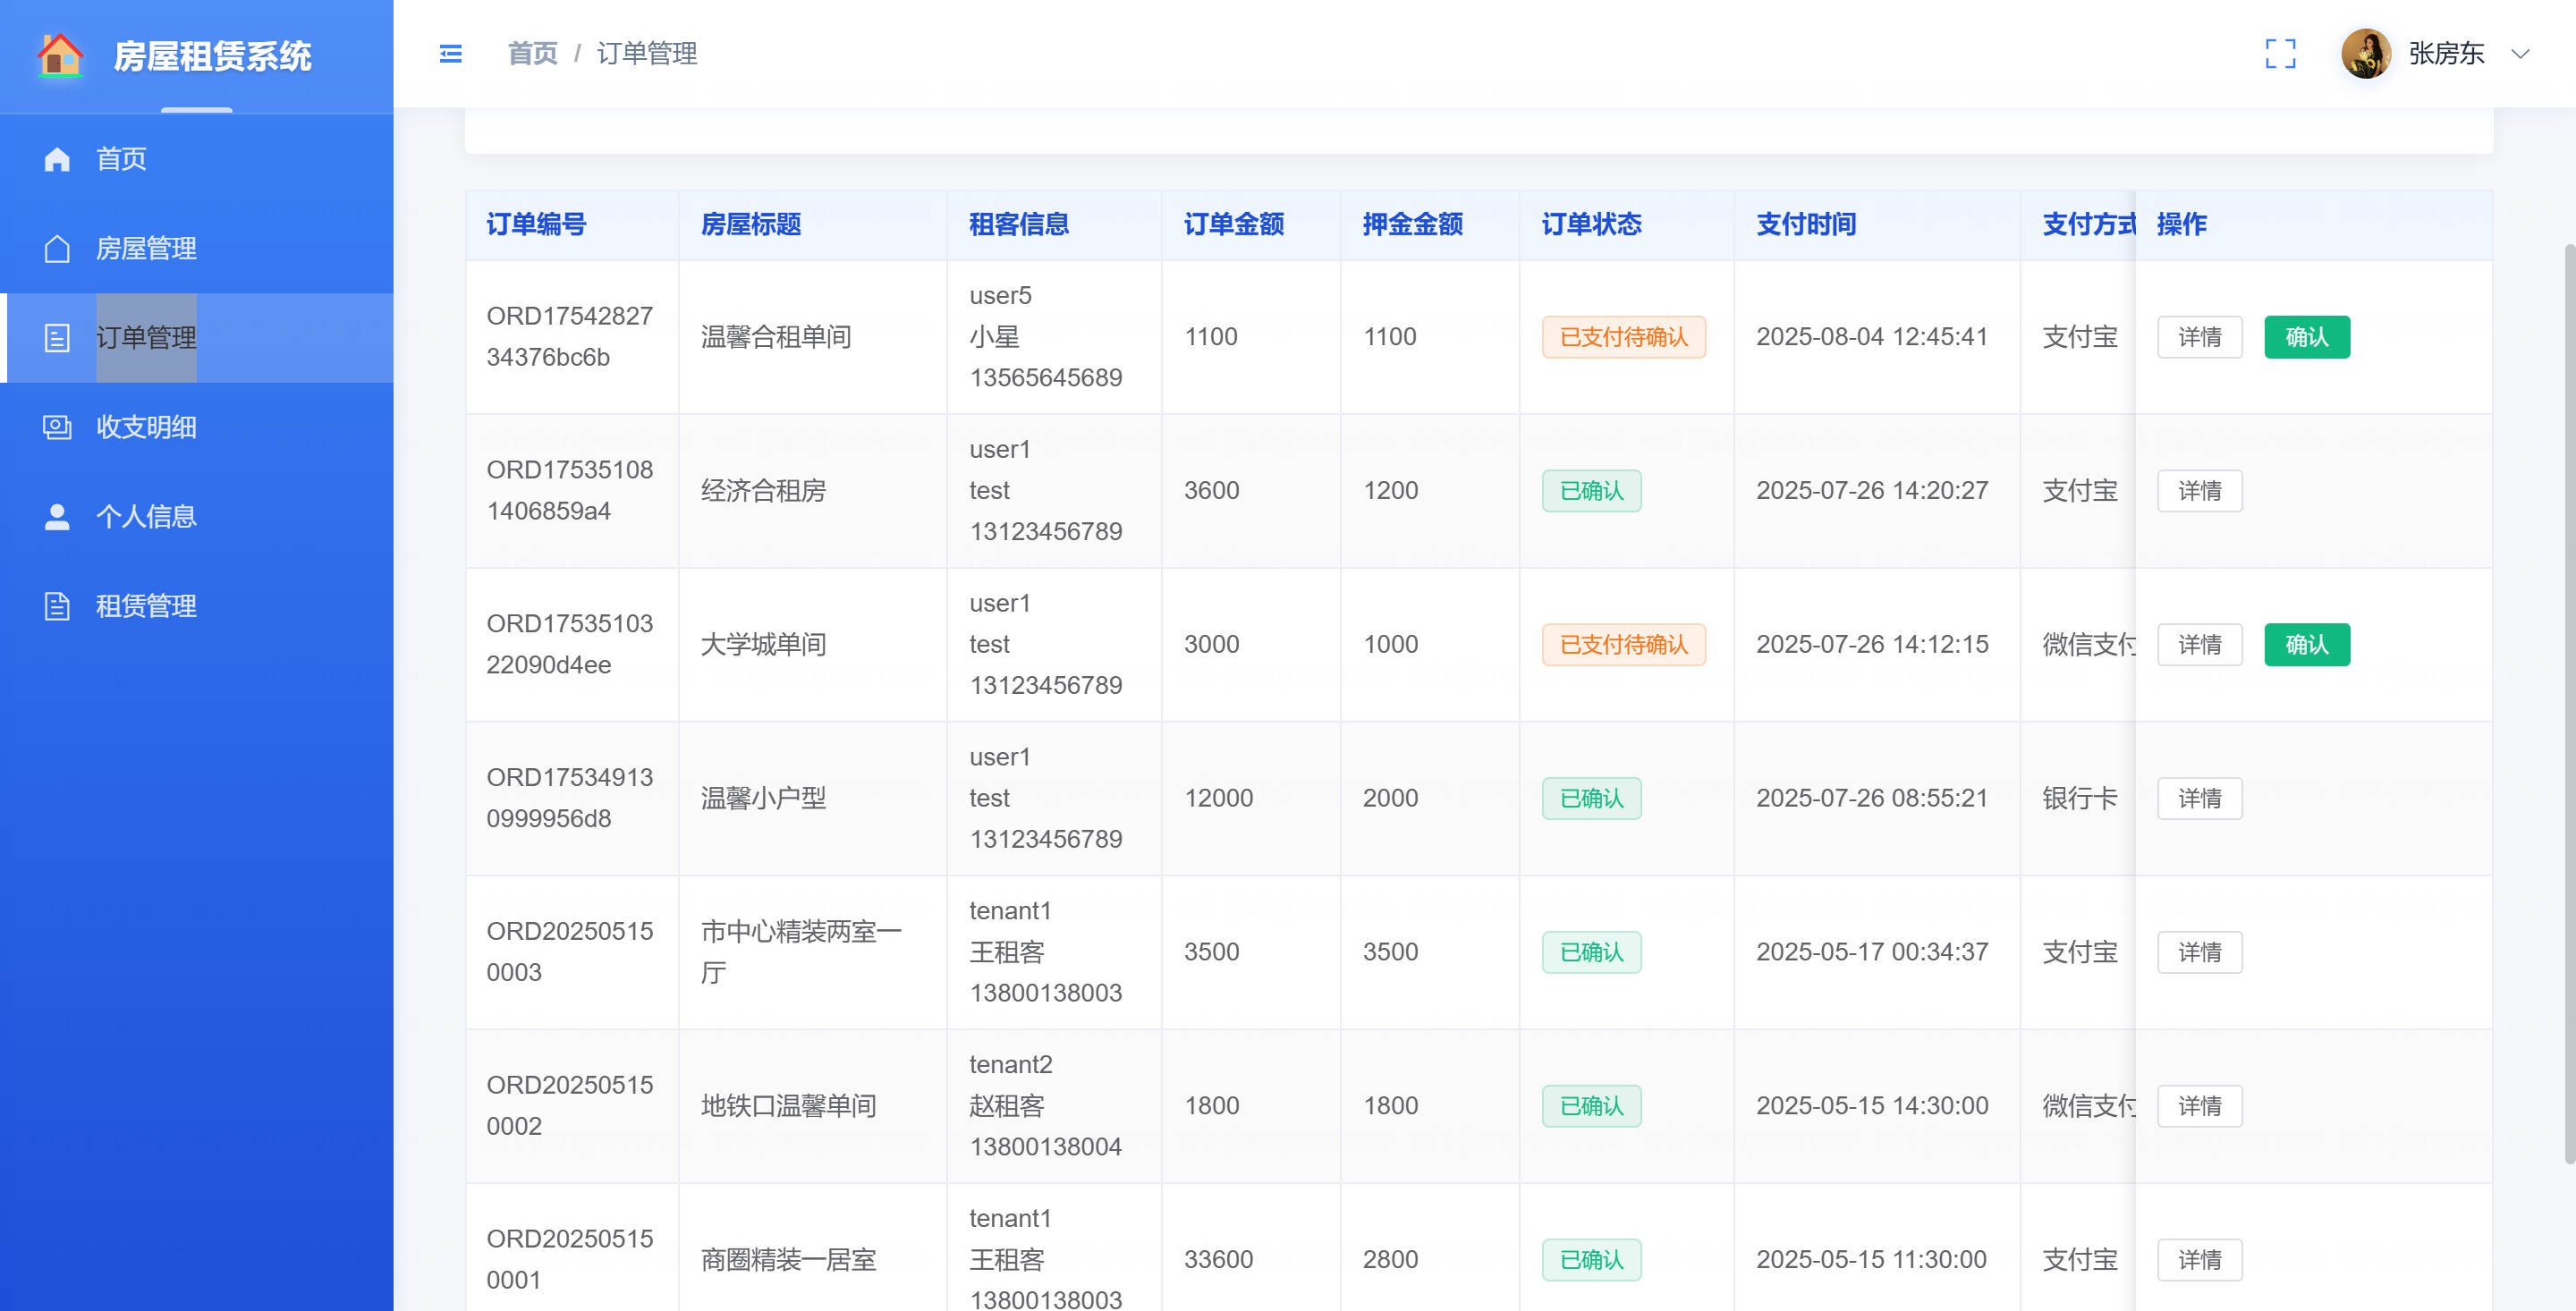 房屋租赁系统
首页 / 订单管理
张房东
首页
房屋管理
订单管理
收支明细
个人信息
租赁管理
订单编号 房屋标题 租客信息 订单金额 押金金额 订单状态 支付时间 支付方式 操作
ORD17542827
34376bc6b
温馨合租单间
user5
小星
13565645689
1100
1100
已支付待确认
2025-08-04 12:45:41
支付宝
详情 确认
ORD17535108
1406859a4
经济合租房
user1
test
13123456789
3600
1200
已确认
2025-07-26 14:20:27
支付宝
详情
ORD17535103
22090d4ee
大学城单间
user1
test
13123456789
3000
1000
已支付待确认
2025-07-26 14:12:15
微信支付
详情 确认
ORD17534913
0999956d8
温馨小户型
user1
test
13123456789
12000
2000
已确认
2025-07-26 08:55:21
银行卡
详情
ORD20250515
0003
市中心精装两室一
厅
tenant1
王租客
13800138003
3500
3500
已确认
2025-05-17 00:34:37
支付宝
详情
ORD20250515
0002
地铁口温馨单间
tenant2
赵租客
13800138004
1800
1800
已确认
2025-05-15 14:30:00
微信支付
详情
ORD20250515
0001
商圈精装一居室
tenant1
王租客
13800138003
33600
2800
已确认
2025-05-15 11:30:00
支付宝
详情